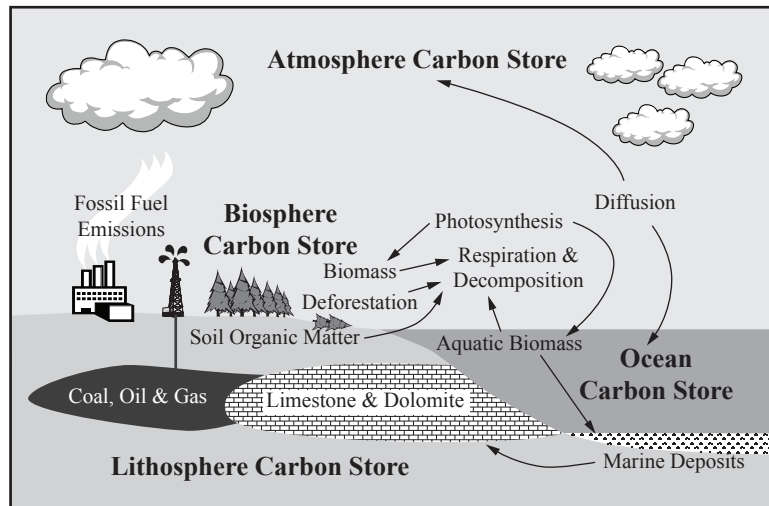 Atmosphere Carbon Store
Fossil Fuel
Emissions
Biosphere
Carbon Store
Photosynthesis
Diffusion
Respiration &
Decomposition
Biomass
Deforestation
Soil Organic Matter
Aquatic Biomass
Ocean
Carbon Store
Coal, Oil & Gas
Limestone & Dolomite
Lithosphere Carbon Store
Marine Deposits